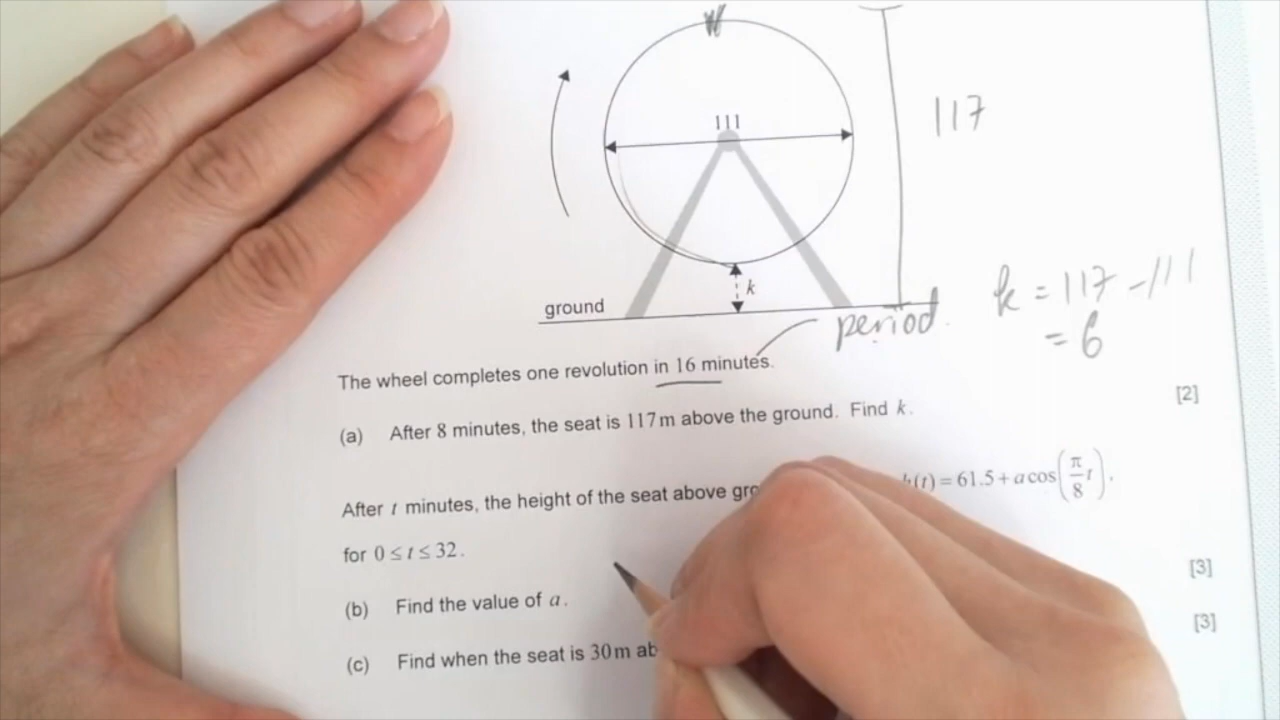 111
117
k
ground
period.
k = 117 - 111
= 6
The wheel completes one revolution in 16 minutes.
[2]
(a) After 8 minutes, the seat is 117 m above the ground. Find k.
After t minutes, the height of the seat above (t) = 61.5 + a cos(π/8 t),
for 0 ≤ t ≤ 32.
[3]
(b) Find the value of a.
[3]
(c) Find when the seat is 30 m